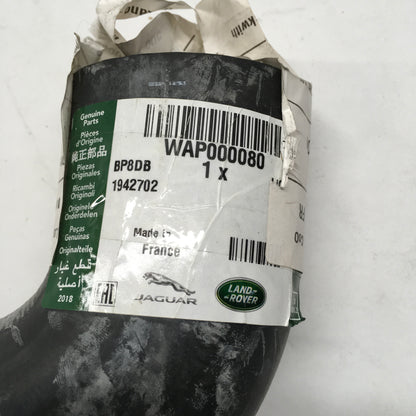 Genuine
Parts
Pièces
d'Origine
純正部品
Piezas
Originales
Ricambi
Originali
Originele
Onderdelen
Peças
Genuínas
Originalteile
قطع غيار
أصلية
2018
WAP000080
1 x
BP8DB
1942702
Made in
France
EAC
JAGUAR
LAND-
ROVER